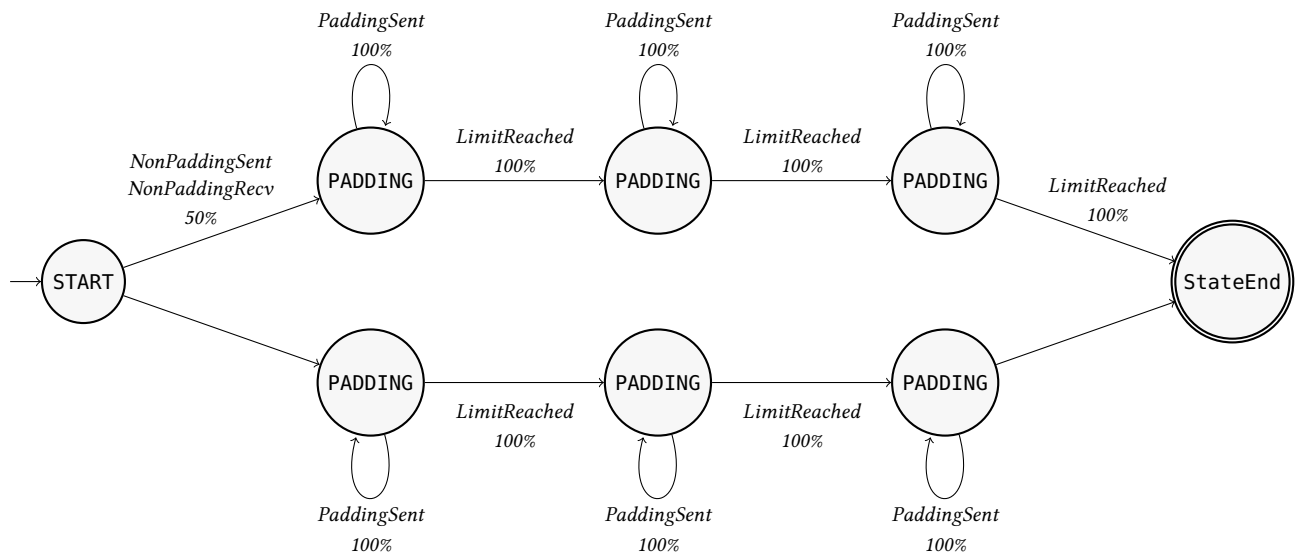 PaddingSent
100%
PaddingSent
100%
PaddingSent
100%
NonPaddingSent
NonPaddingRecv
50%
PADDING
LimitReached
100%
PADDING
LimitReached
100%
PADDING
LimitReached
100%
START
StateEnd
PADDING
LimitReached
100%
PADDING
LimitReached
100%
PADDING
PaddingSent
100%
PaddingSent
100%
PaddingSent
100%